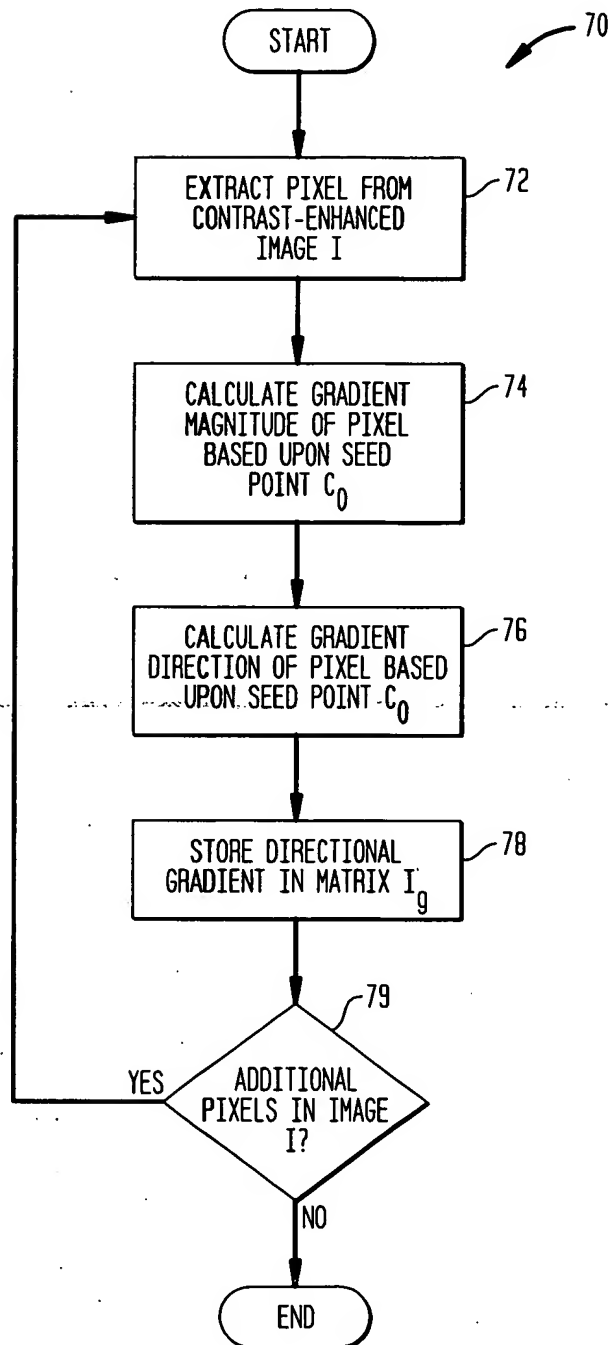 START
70
EXTRACT PIXEL FROM
CONTRAST-ENHANCED
IMAGE I
72
CALCULATE GRADIENT
MAGNITUDE OF PIXEL
BASED UPON SEED
POINT C0
74
CALCULATE GRADIENT
DIRECTION OF PIXEL BASED
UPON SEED POINT C0
76
STORE DIRECTIONAL
GRADIENT IN MATRIX Ig
78
79
ADDITIONAL
PIXELS IN IMAGE
I?
YES
NO
END